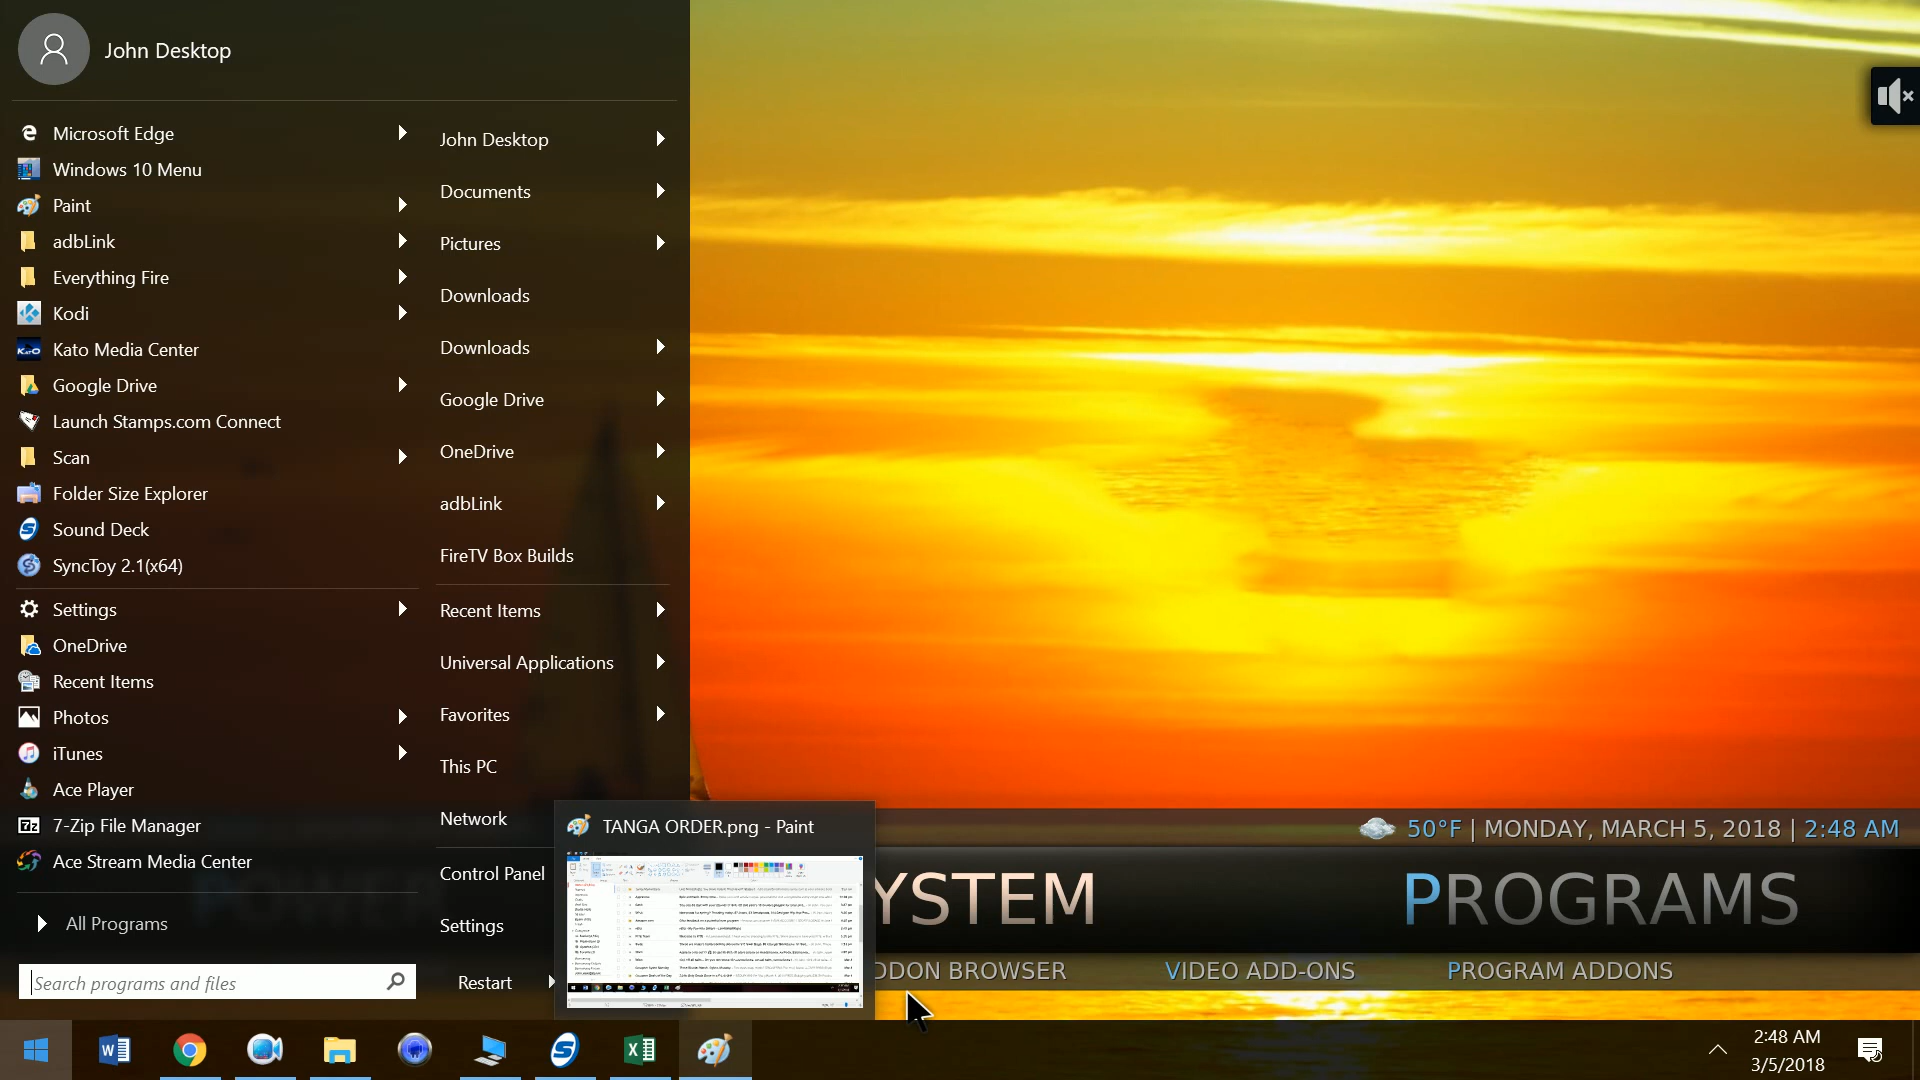 John Desktop
Microsoft Edge
Windows 10 Menu
Paint
adbLink
Everything Fire
Kodi
KATO
Kato Media Center
Google Drive
Launch Stamps.com Connect
Scan
Folder Size Explorer
Sound Deck
SyncToy 2.1(x64)
Settings
OneDrive
Recent Items
Photos
iTunes
Ace Player
7z
7-Zip File Manager
Ace Stream Media Center
All Programs
Search programs and files
John Desktop
Documents
Pictures
Downloads
Downloads
Google Drive
OneDrive
adbLink
FireTV Box Builds
Recent Items
Universal Applications
Favorites
This PC
Network
Control Panel
Settings
Restart
TANGA ORDER.png - Paint
50°F | MONDAY, MARCH 5, 2018 | 2:48 AM
YSTEM
PROGRAMS
DDON BROWSER
VIDEO ADD-ONS
PROGRAM ADDONS
2:48 AM
3/5/2018